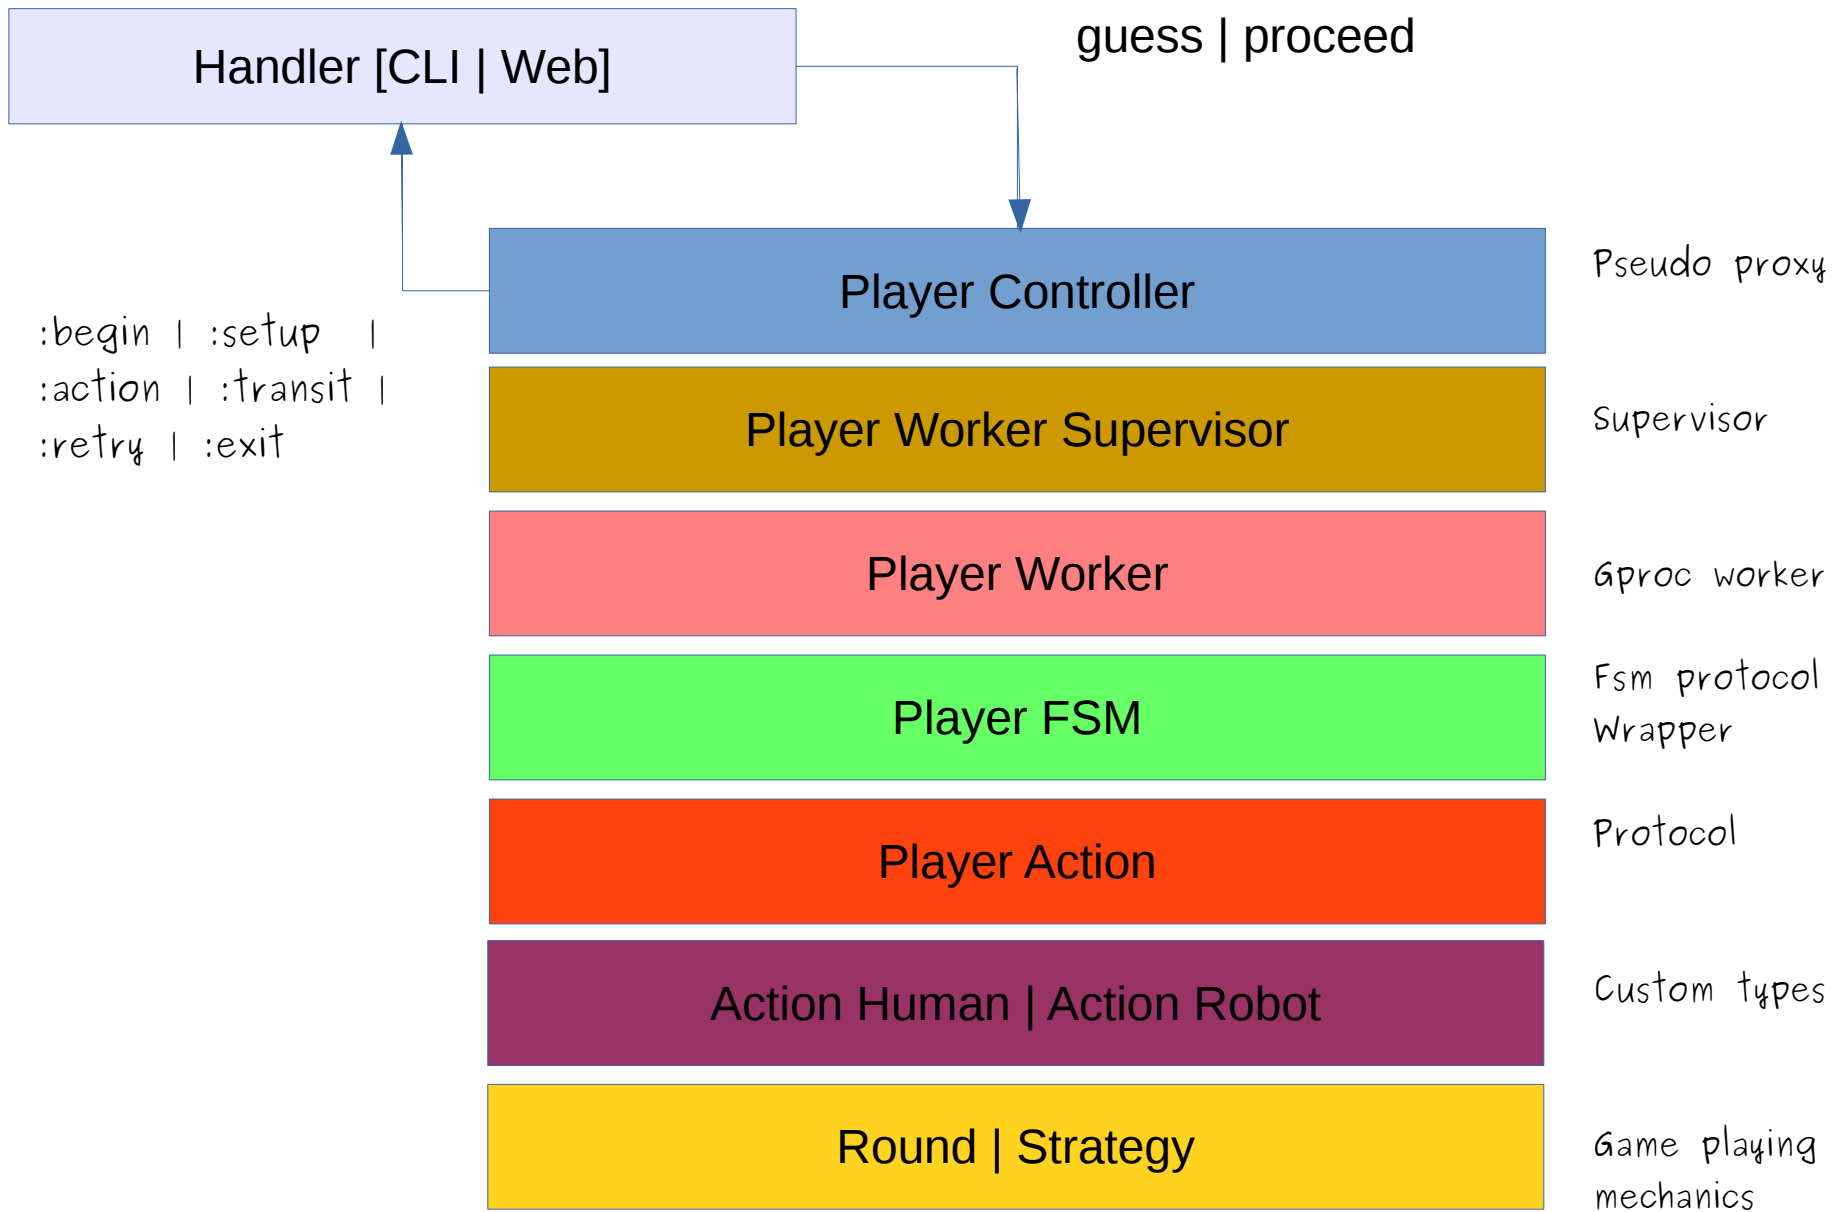 Handler [CLI | Web]
guess | proceed
Player Controller
Pseudo proxy
:begin | :setup |
:action | :transit |
:retry | :exit
Player Worker Supervisor
Supervisor
Player Worker
Gproc worker
Player FSM
Fsm protocol
Wrapper
Player Action
Protocol
Action Human | Action Robot
Custom types
Round | Strategy
Game playing
mechanics